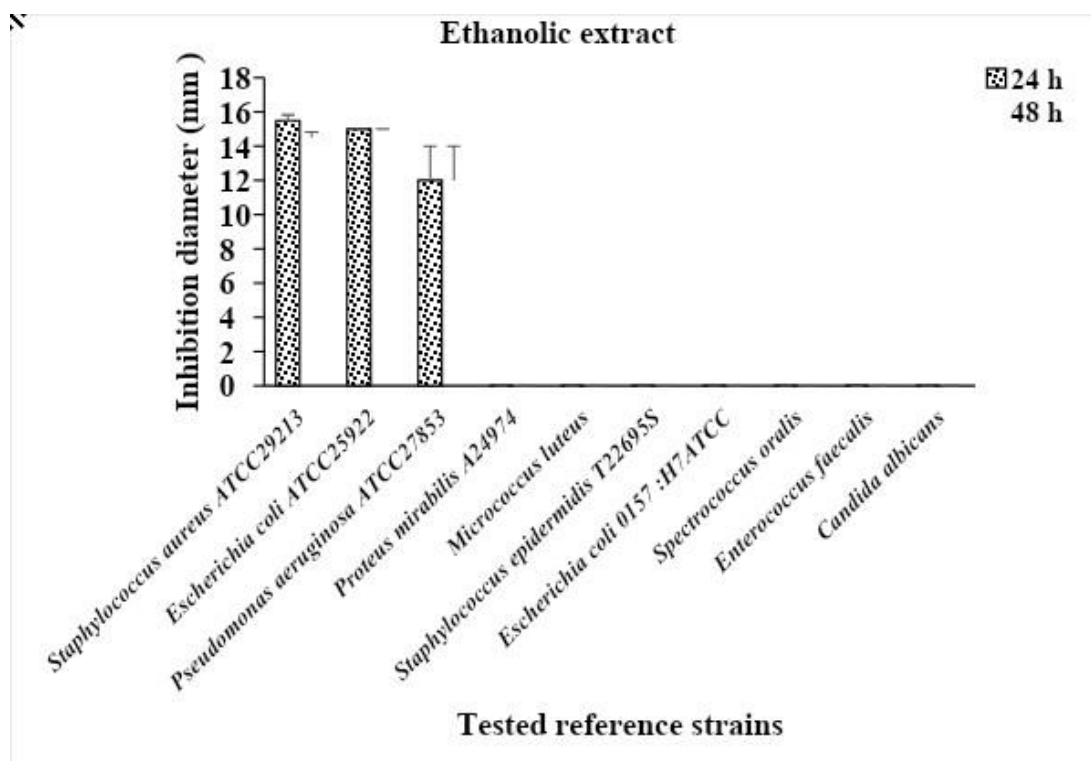 Ethanolic extract
24 h
48 h
Inhibition diameter (mm )
18
16
14
12
10
8
6
4
2
0
Staphylococcus aureus ATCC29213
Escherichia coli ATCC25922
Pseudomonas aeruginosa ATCC27853
Proteus mirabilis A24974
Micrococcus luteus
Staphylococcus epidermidis T22695S
Escherichia coli 0157 :H7ATCC
Spectrococcus oralis
Enterococcus faecalis
Candida albicans
Tested reference strains